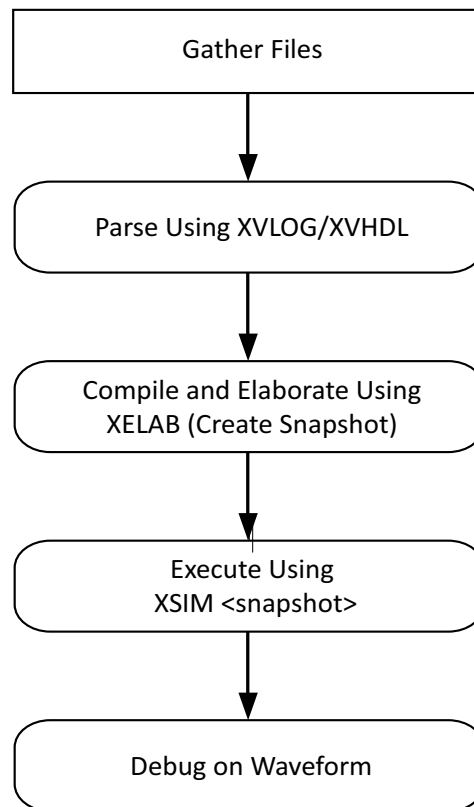 Gather Files
Parse Using XVLOG/XVHDL
Compile and Elaborate Using
XELAB (Create Snapshot)
Execute Using
XSIM <snapshot>
Debug on Waveform